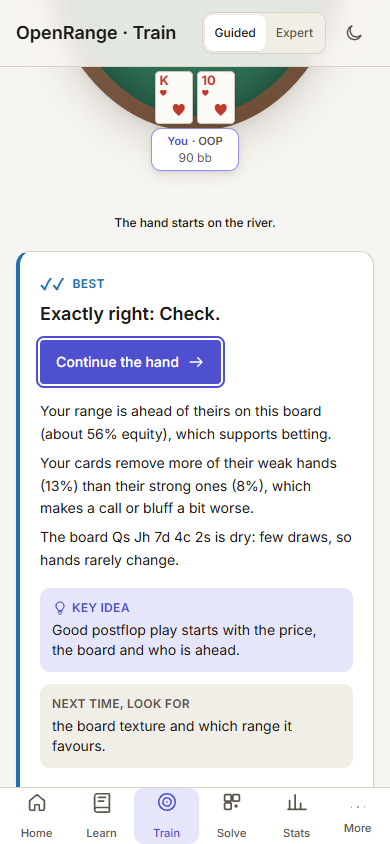 OpenRange · Train
Guided
Expert
K
10
You · OOP
90 bb
The hand starts on the river.
BEST
Exactly right: Check.
Continue the hand →
Your range is ahead of theirs on this board
(about 56% equity), which supports betting.
Your cards remove more of their weak hands
(13%) than their strong ones (8%), which
makes a call or bluff a bit worse.
The board Qs Jh 7d 4c 2s is dry: few draws, so
hands rarely change.
KEY IDEA
Good postflop play starts with the price,
the board and who is ahead.
NEXT TIME, LOOK FOR
the board texture and which range it
favours.
Home
Learn
Train
Solve
Stats
More